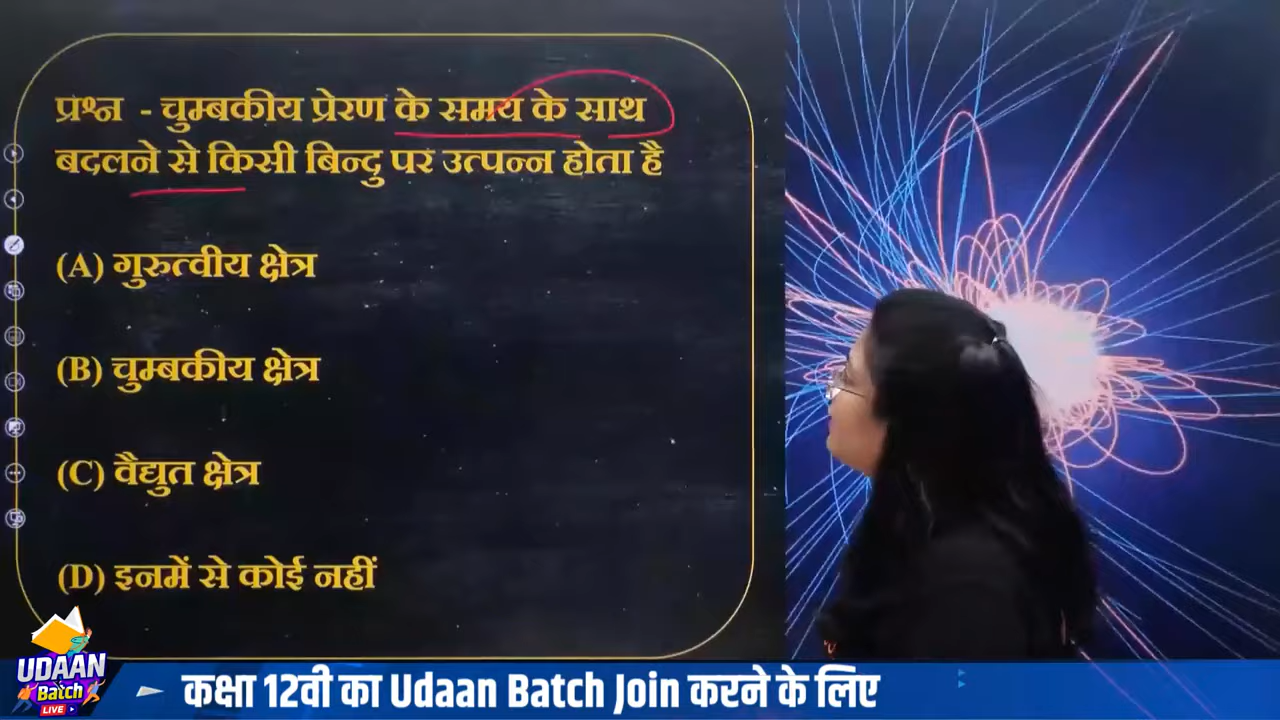 प्रश्न - चुम्बकीय प्रेरण के समय के साथ
बदलने से किसी बिन्दु पर उत्पन्न होता है
(A) गुरुत्वीय क्षेत्र
(B) चुम्बकीय क्षेत्र
(C) वैद्युत क्षेत्र
(D) इनमें से कोई नहीं
UDAAN
Batch
LIVE
कक्षा 12वी का Udaan Batch Join करने के लिए